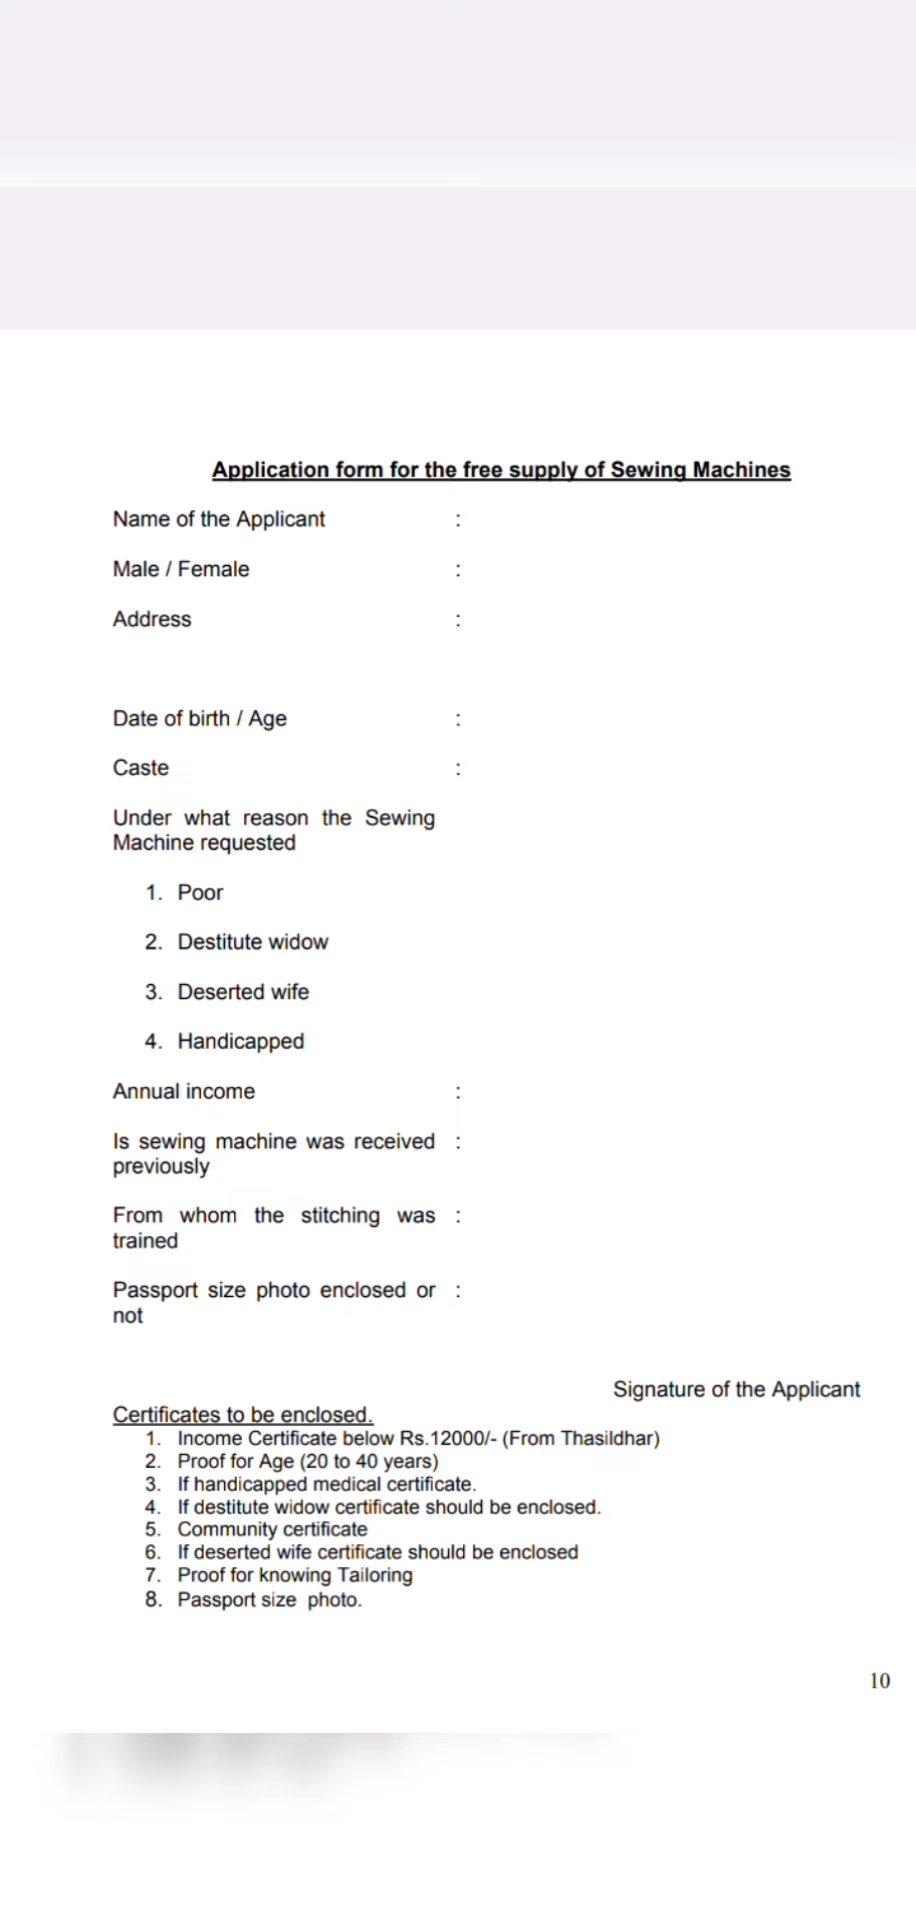 Application form for the free supply of Sewing Machines
Name of the Applicant :
Male / Female :
Address :
Date of birth / Age :
Caste :
Under what reason the Sewing
Machine requested
1. Poor
2. Destitute widow
3. Deserted wife
4. Handicapped
Annual income :
Is sewing machine was received :
previously
From whom the stitching was :
trained
Passport size photo enclosed or :
not
Signature of the Applicant
Certificates to be enclosed.
1. Income Certificate below Rs.12000/- (From Thasildhar)
2. Proof for Age (20 to 40 years)
3. If handicapped medical certificate.
4. If destitute widow certificate should be enclosed.
5. Community certificate
6. If deserted wife certificate should be enclosed
7. Proof for knowing Tailoring
8. Passport size photo.
10